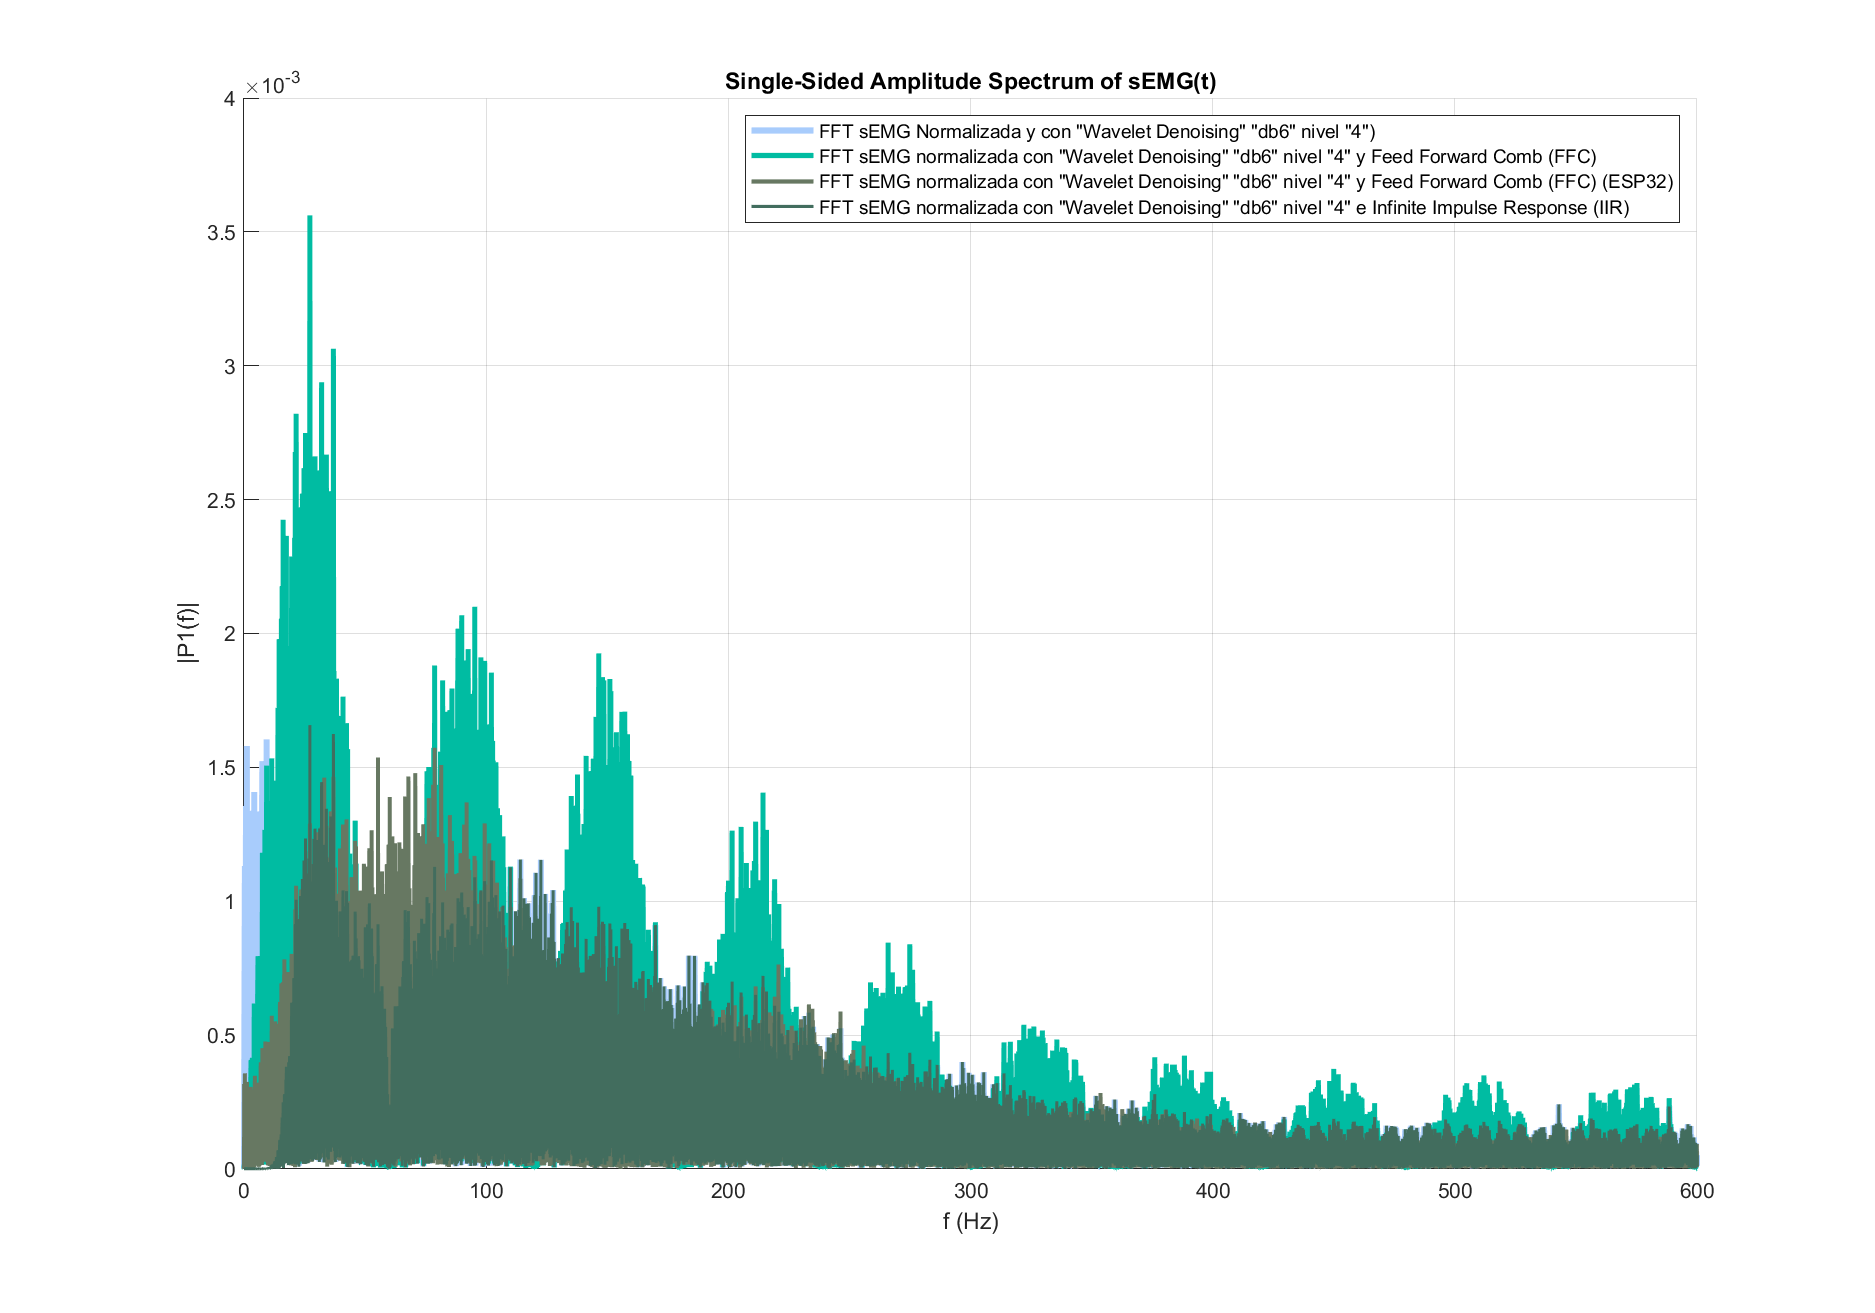 Single-Sided Amplitude Spectrum of sEMG(t)
×10-3
FFT sEMG Normalizada y con "Wavelet Denoising" "db6" nivel "4")
FFT sEMG normalizada con "Wavelet Denoising" "db6" nivel "4" y Feed Forward Comb (FFC)
FFT sEMG normalizada con "Wavelet Denoising" "db6" nivel "4" y Feed Forward Comb (FFC) (ESP32)
FFT sEMG normalizada con "Wavelet Denoising" "db6" nivel "4" e Infinite Impulse Response (IIR)
4
3.5
3
2.5
2
1.5
1
0.5
0
|P1(f)|
0 100 200 300 400 500 600
f (Hz)